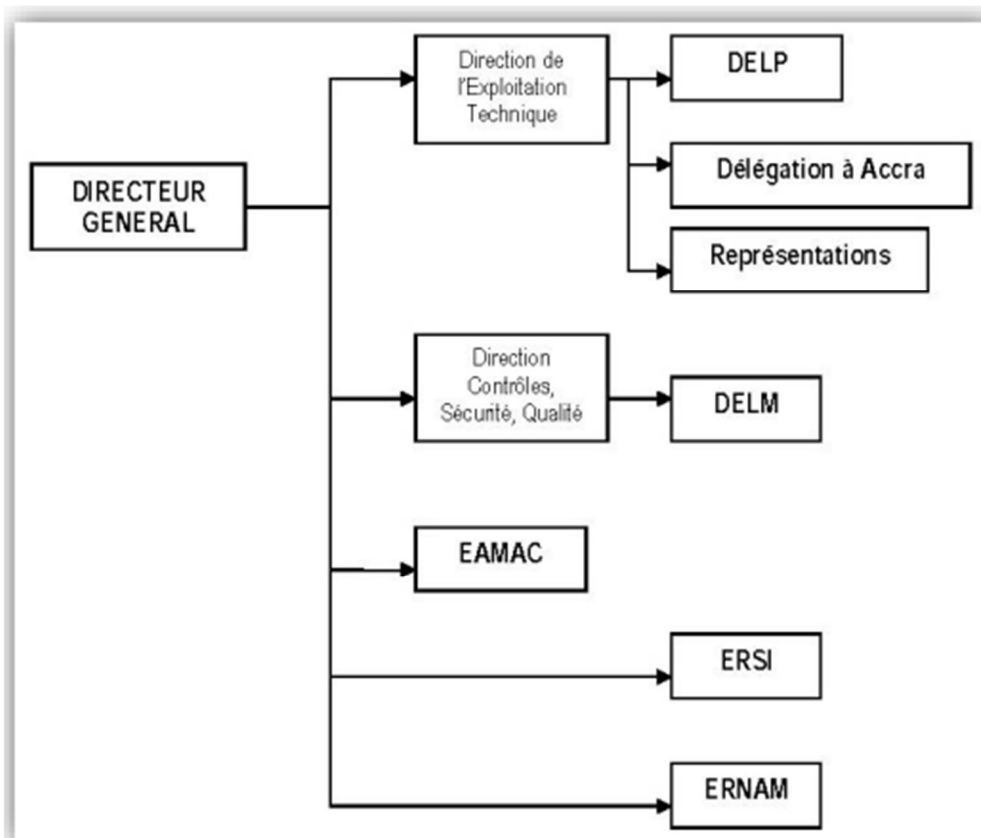 DIRECTEUR
GENERAL
Direction de
l'Exploitation
Technique
DELP
Délégation à Accra
Représentations
Direction
Contrôles,
Sécurité, Qualité
DELM
EAMAC
ERSI
ERNAM